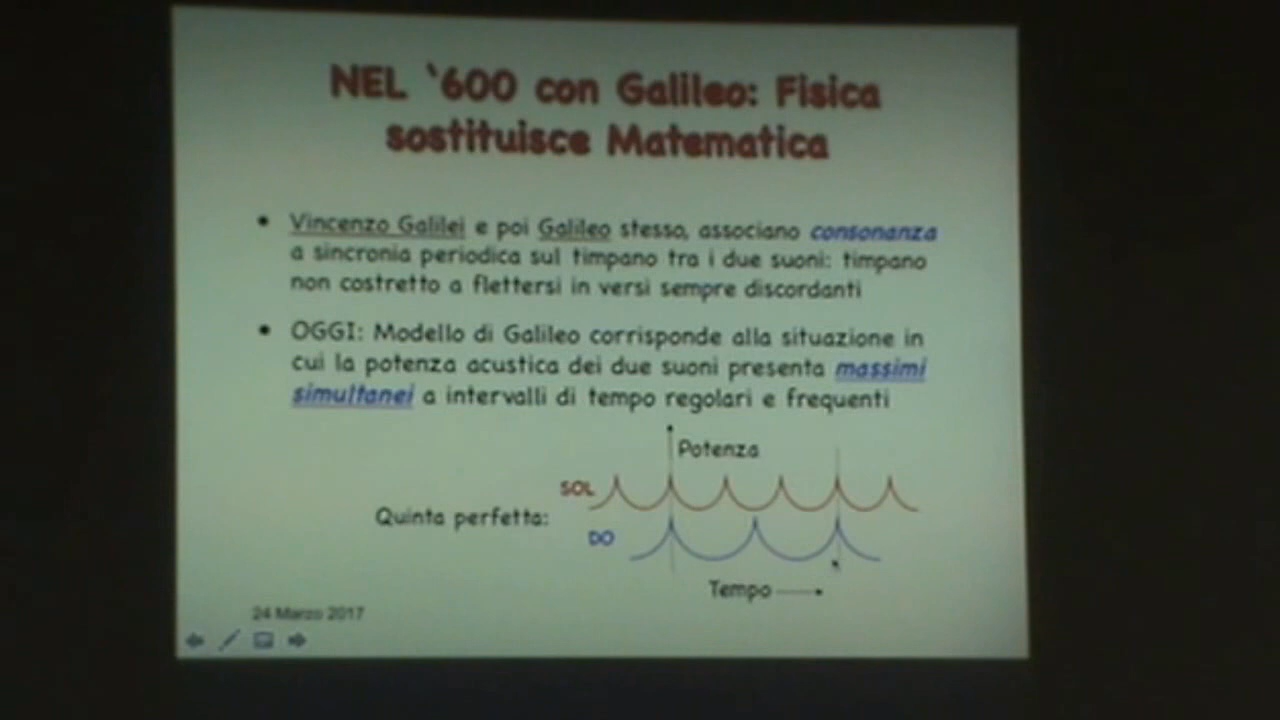 NEL ‘600 con Galileo: Fisica
sostituisce Matematica
• Vincenzo Galilei e poi Galileo stesso, associano consonanza
a sincronia periodica sul timpano tra i due suoni: timpano
non costretto a flettersi in versi sempre discordanti
• OGGI: Modello di Galileo corrisponde alla situazione in
cui la potenza acustica dei due suoni presenta massimi
simultanei a intervalli di tempo regolari e frequenti
Potenza
SOL
Quinta perfetta:
DO
Tempo
24 Marzo 2017